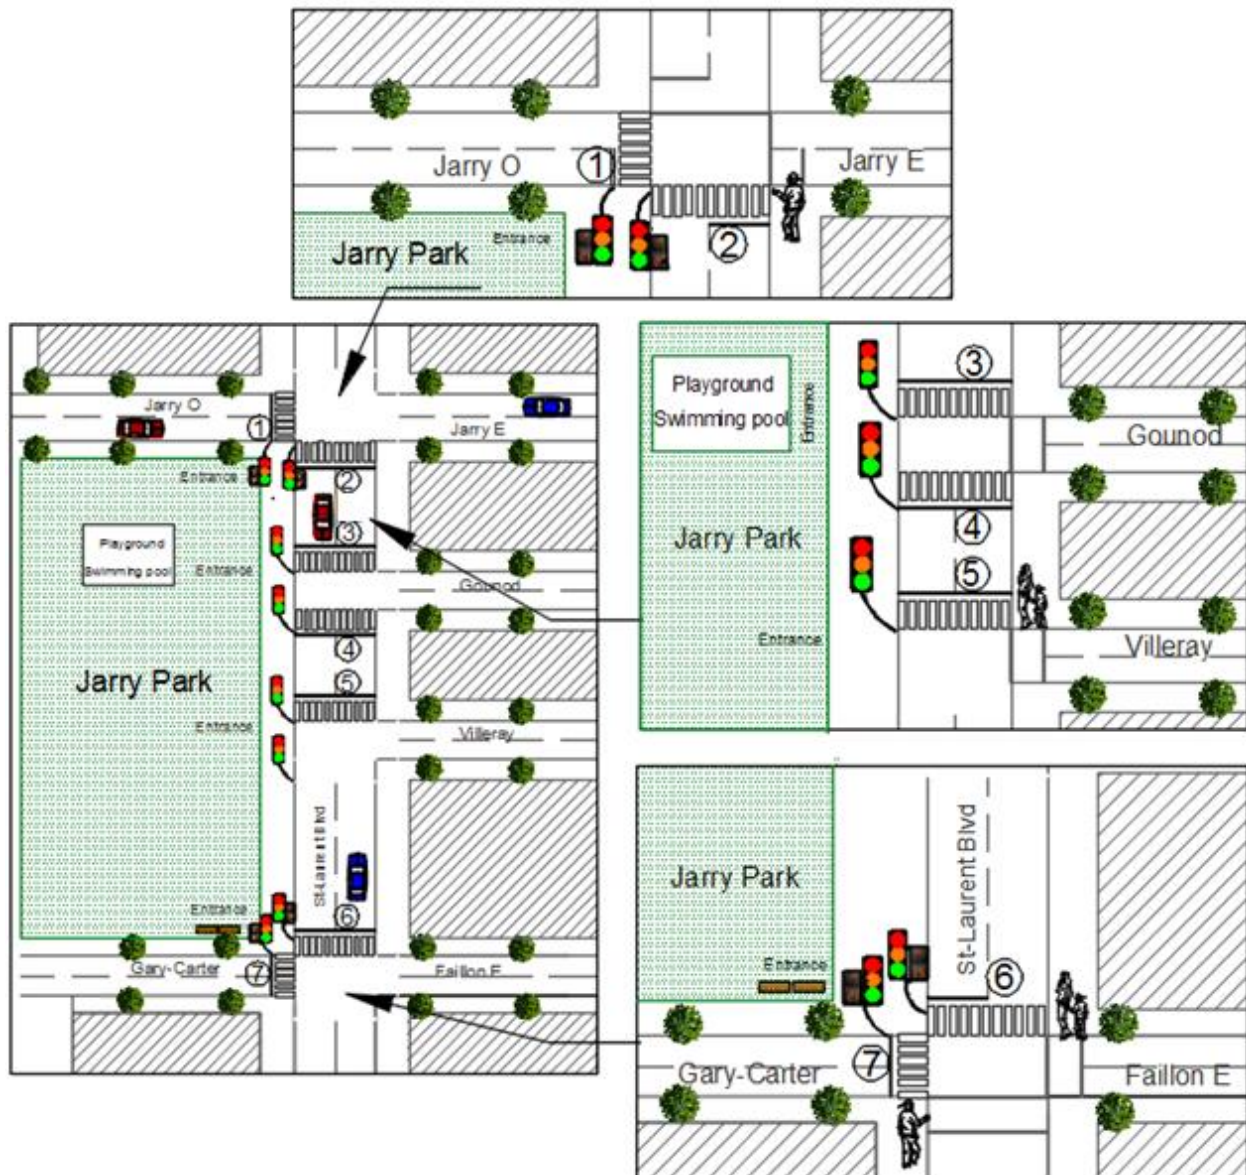 Jarry O
1
Jarry E
Entrance
Jarry Park
2
Jarry O
1
Jarry E
Entrance
2
3
Playground
Swimming pool
Entrance
Gounod
4
Jarry Park
5
Entrance
Villeray
St-Laurent Blvd
Entrance
6
Gary-Carter
7
Faillon E
3
Playground
Swimming pool
Entrance
Gounod
4
Jarry Park
5
Entrance
Villeray
St-Laurent Blvd
Jarry Park
Entrance
6
Gary-Carter
7
Faillon E